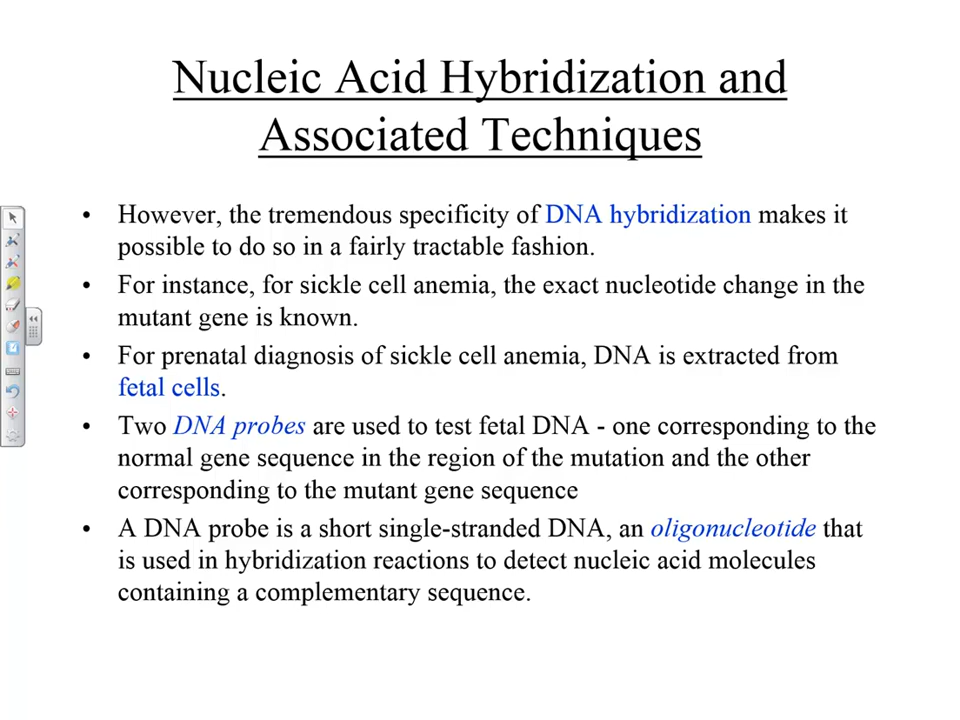 Nucleic Acid Hybridization and
Associated Techniques
• However, the tremendous specificity of DNA hybridization makes it
possible to do so in a fairly tractable fashion.
• For instance, for sickle cell anemia, the exact nucleotide change in the
mutant gene is known.
• For prenatal diagnosis of sickle cell anemia, DNA is extracted from
fetal cells.
• Two DNA probes are used to test fetal DNA - one corresponding to the
normal gene sequence in the region of the mutation and the other
corresponding to the mutant gene sequence
• A DNA probe is a short single-stranded DNA, an oligonucleotide that
is used in hybridization reactions to detect nucleic acid molecules
containing a complementary sequence.